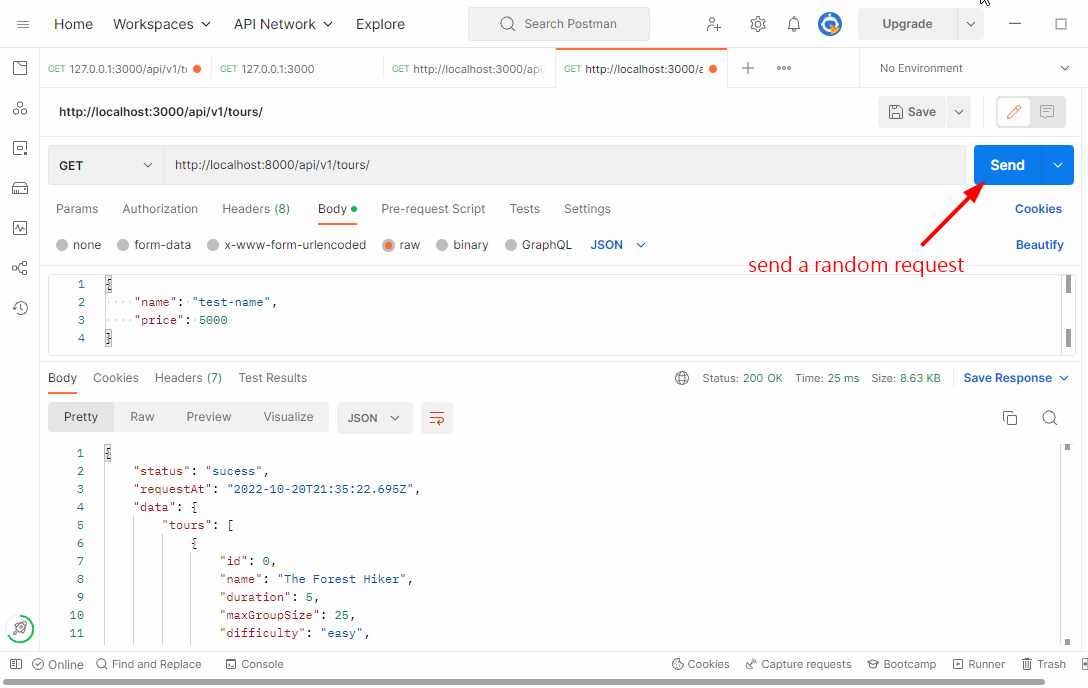 Home Workspaces API Network Explore Search Postman Upgrade
GET 127.0.0.1:3000/api/v1/t GET 127.0.0.1:3000 GET http://localhost:3000/api GET http://localhost:3000/a No Environment
http://localhost:3000/api/v1/tours/ Save
GET http://localhost:8000/api/v1/tours/ Send
Params Authorization Headers (8) Body Pre-request Script Tests Settings Cookies
none form-data x-www-form-urlencoded raw binary GraphQL JSON Beautify
send a random request
1 {
2 "name": "test-name",
3 "price": 5000
4 }
Body Cookies Headers (7) Test Results Status: 200 OK Time: 25 ms Size: 8.63 KB Save Response
Pretty Raw Preview Visualize JSON
1 {
2 "status": "sucess",
3 "requestAt": "2022-10-20T21:35:22.695Z",
4 "data": {
5 "tours": [
6 {
7 "id": 0,
8 "name": "The Forest Hiker",
9 "duration": 5,
10 "maxGroupSize": 25,
11 "difficulty": "easy",
Online Find and Replace Console Cookies Capture requests Bootcamp Runner Trash